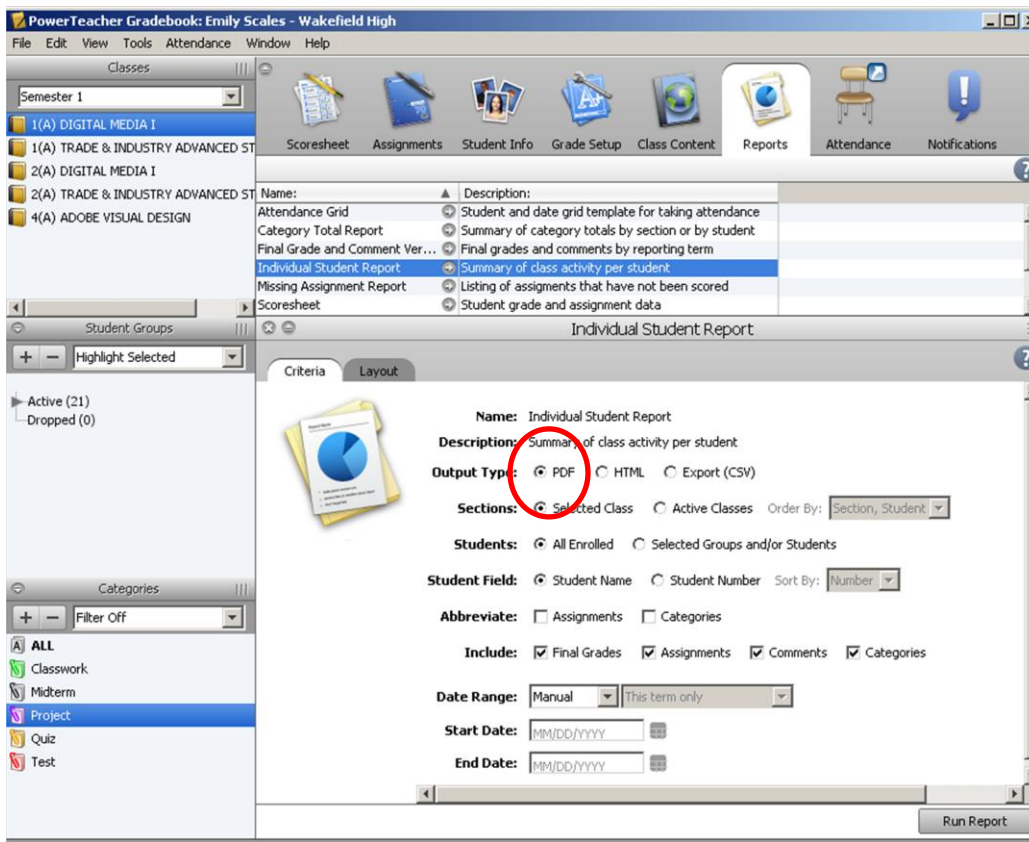 PowerTeacher Gradebook: Emily Scales - Wakefield High
File Edit View Tools Attendance Window Help
Classes
Semester 1
1(A) DIGITAL MEDIA I
1(A) TRADE & INDUSTRY ADVANCED ST
2(A) DIGITAL MEDIA I
2(A) TRADE & INDUSTRY ADVANCED ST
4(A) ADOBE VISUAL DESIGN
Scoresheet Assignments Student Info Grade Setup Class Content Reports Attendance Notifications
?
Name: Description:
Attendance Grid Student and date grid template for taking attendance
Category Total Report Summary of category totals by section or by student
Final Grade and Comment Ver... Final grades and comments by reporting term
Individual Student Report Summary of class activity per student
Missing Assignment Report Listing of assigments that have not been scored
Scoresheet Student grade and assignment data
Student Groups
Highlight Selected
Active (21)
Dropped (0)
Categories
Filter Off
A ALL
Classwork
Midterm
Project
Quiz
Test
Individual Student Report
?
Criteria Layout
Name: Individual Student Report
Description: Summary of class activity per student
Output Type: PDF HTML Export (CSV)
Sections: Selected Class Active Classes Order By: Section, Student
Students: All Enrolled Selected Groups and/or Students
Student Field: Student Name Student Number Sort By: Number
Abbreviate: Assignments Categories
Include: Final Grades Assignments Comments Categories
Date Range: Manual This term only
Start Date: MM/DD/YYYY
End Date: MM/DD/YYYY
Run Report